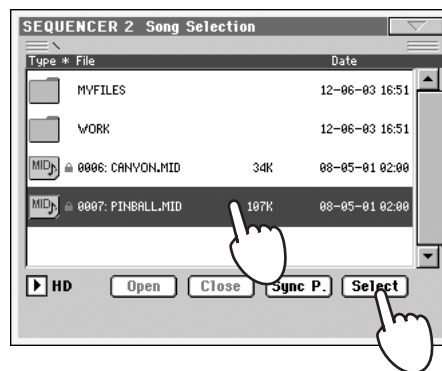 SEQUENCER 2 Song Selection
Type * File Date
MYFILES 12-06-03 16:51
WORK 12-06-03 16:51
MID 0006: CANYON.MID 34K 08-05-01 02:00
MID 0007: PINBALL.MID 107K 08-05-01 02:00
HD Open Close Sync P. Select